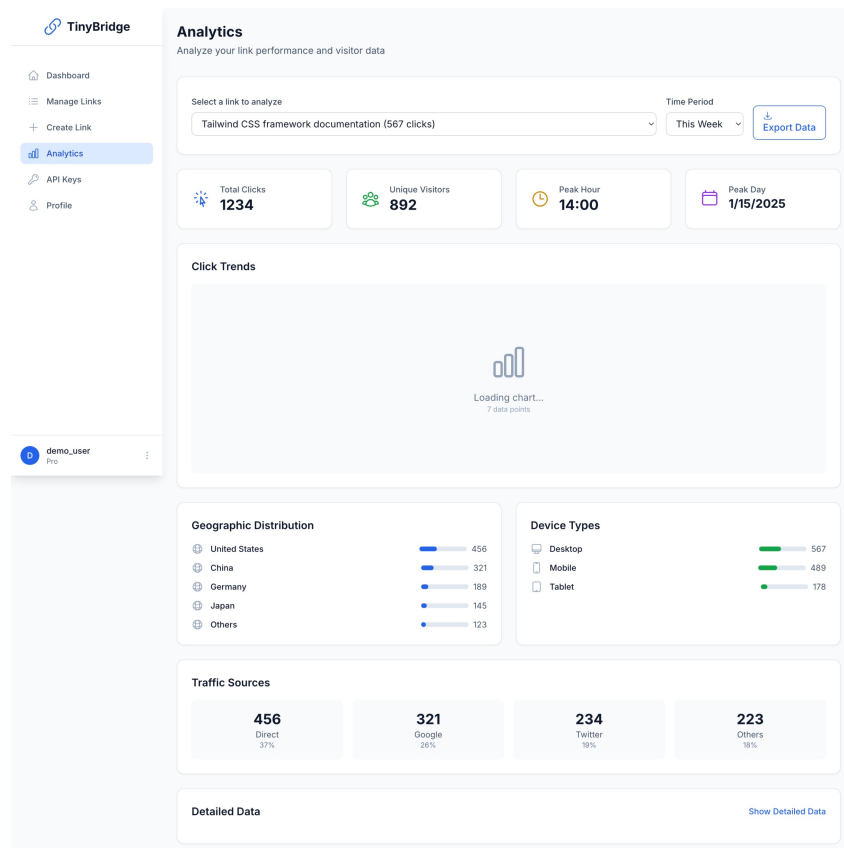 TinyBridge
Dashboard
Manage Links
Create Link
Analytics
API Keys
Profile
D
demo_user
Pro
Analytics
Analyze your link performance and visitor data
Select a link to analyze
Tailwind CSS framework documentation (567 clicks)
Time Period
This Week
Export Data
Total Clicks
1234
Unique Visitors
892
Peak Hour
14:00
Peak Day
1/15/2025
Click Trends
Loading chart...
7 data points
Geographic Distribution
United States 456
China 321
Germany 189
Japan 145
Others 123
Device Types
Desktop 567
Mobile 489
Tablet 178
Traffic Sources
456
Direct
37%
321
Google
26%
234
Twitter
19%
223
Others
18%
Detailed Data
Show Detailed Data